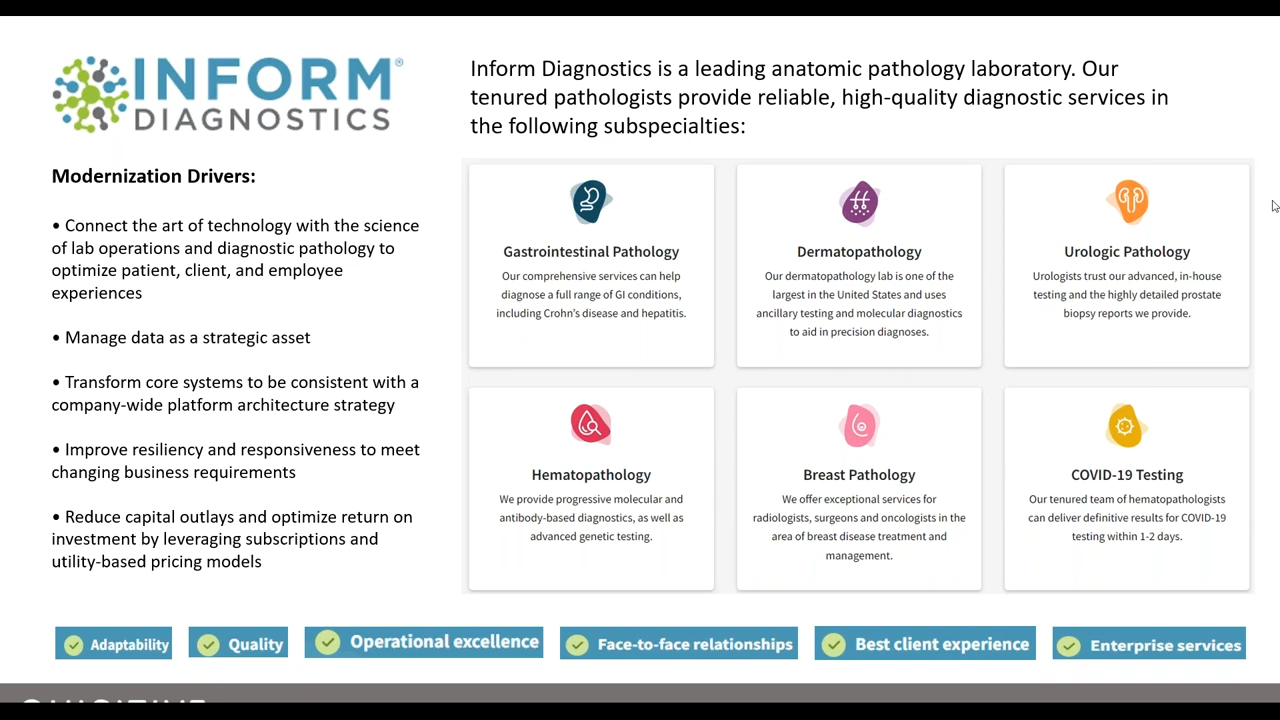 INFORM®
DIAGNOSTICS
Inform Diagnostics is a leading anatomic pathology laboratory. Our
tenured pathologists provide reliable, high-quality diagnostic services in
the following subspecialties:
Modernization Drivers:
• Connect the art of technology with the science
of lab operations and diagnostic pathology to
optimize patient, client, and employee
experiences
• Manage data as a strategic asset
• Transform core systems to be consistent with a
company-wide platform architecture strategy
• Improve resiliency and responsiveness to meet
changing business requirements
• Reduce capital outlays and optimize return on
investment by leveraging subscriptions and
utility-based pricing models
Gastrointestinal Pathology
Our comprehensive services can help
diagnose a full range of GI conditions,
including Crohn's disease and hepatitis.
Dermatopathology
Our dermatopathology lab is one of the
largest in the United States and uses
ancillary testing and molecular diagnostics
to aid in precision diagnoses.
Urologic Pathology
Urologists trust our advanced, in-house
testing and the highly detailed prostate
biopsy reports we provide.
Hematopathology
We provide progressive molecular and
antibody-based diagnostics, as well as
advanced genetic testing.
Breast Pathology
We offer exceptional services for
radiologists, surgeons and oncologists in the
area of breast disease treatment and
management.
COVID-19 Testing
Our tenured team of hematopathologists
can deliver definitive results for COVID-19
testing within 1-2 days.
Adaptability
Quality
Operational excellence
Face-to-face relationships
Best client experience
Enterprise services